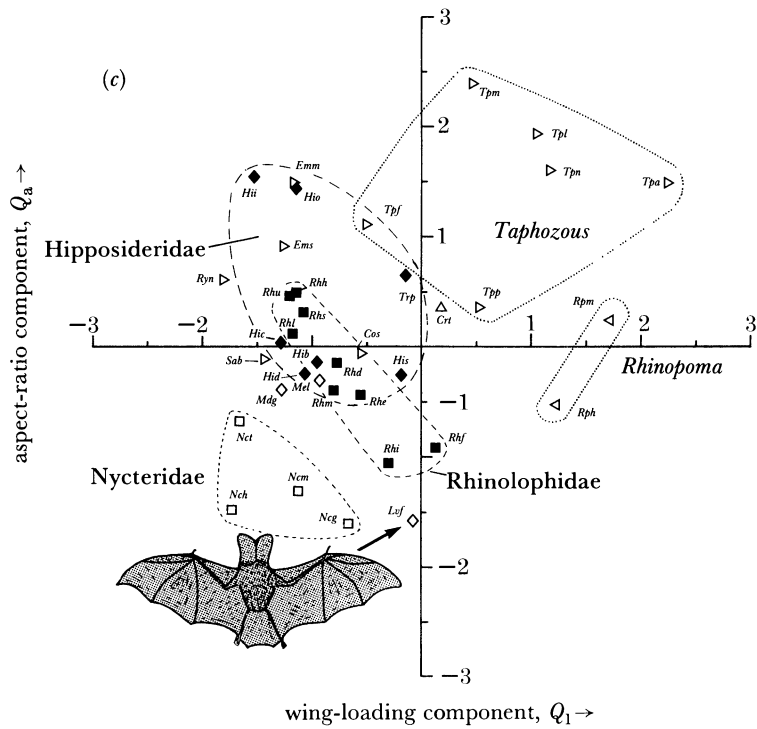 3
(c)
Tpm
2
Tpl
Emm
Tpn
Tpa
Hii
Hio
Tpf
aspect-ratio component, Qa→
1
Taphozous
Hipposideridae
Ems
Ryn
Rhh
Rhu
Trp
Tpp
Rpm
Rhs
Crt
Rhl
−3
−2
Hic
Cos
1
2
3
Sab
Hib
His
Rhinopoma
Hid
Rhd
Mel
Mdg
Rhm
Rhe
−1
Rph
Nct
Rhf
Nycteridae
Rhi
Ncm
Rhinolophidae
Nch
Ncg
Lvf
−2
−3
wing-loading component, Ql→